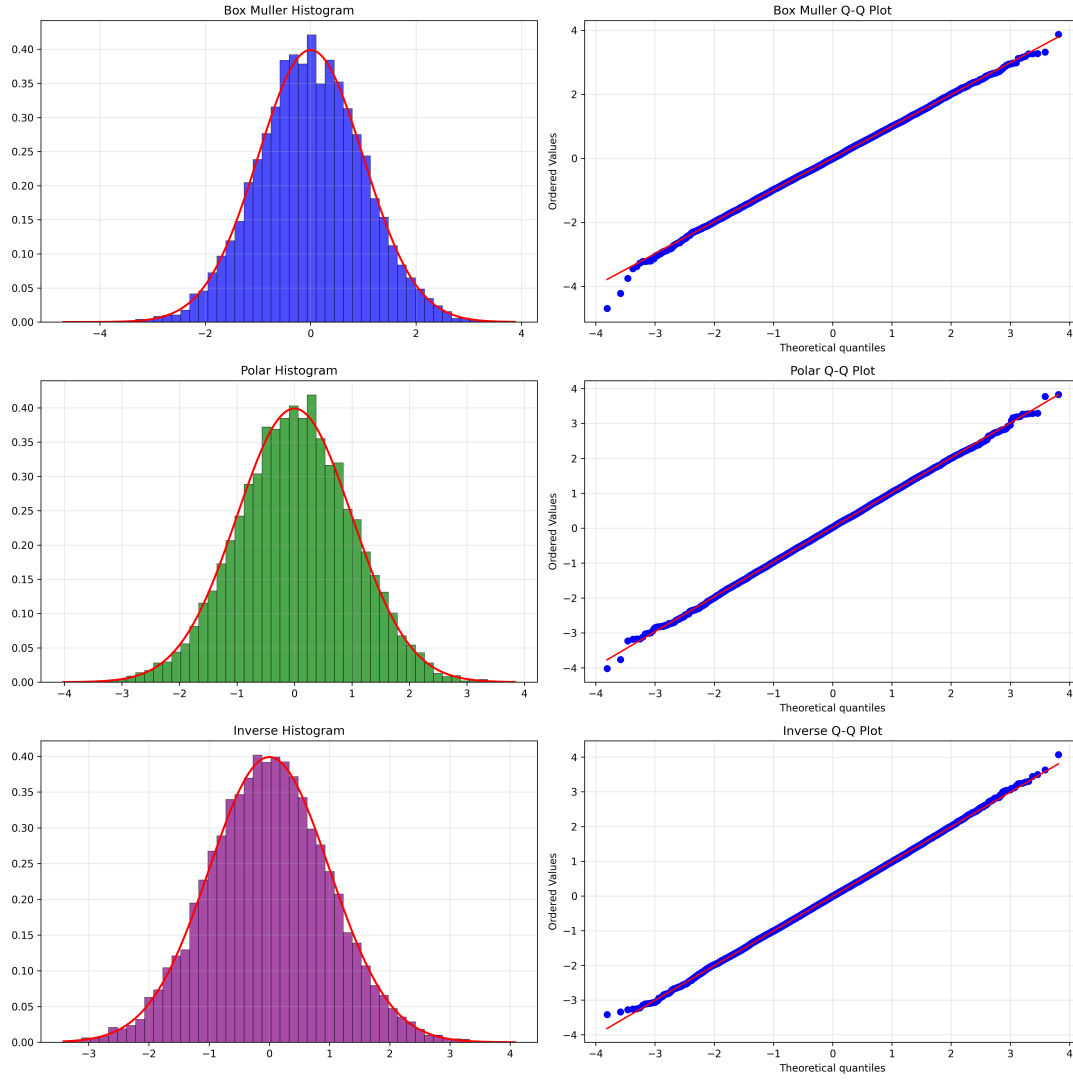 Box Muller Histogram
0.40
0.35
0.30
0.25
0.20
0.15
0.10
0.05
0.00
−4 −2 0 2 4
Box Muller Q-Q Plot
Ordered Values
4
2
0
−2
−4
−4 −3 −2 −1 0 1 2 3 4
Theoretical quantiles
Polar Histogram
0.40
0.35
0.30
0.25
0.20
0.15
0.10
0.05
0.00
−4 −3 −2 −1 0 1 2 3 4
Polar Q-Q Plot
Ordered Values
4
3
2
1
0
−1
−2
−3
−4
−4 −3 −2 −1 0 1 2 3 4
Theoretical quantiles
Inverse Histogram
0.40
0.35
0.30
0.25
0.20
0.15
0.10
0.05
0.00
−3 −2 −1 0 1 2 3 4
Inverse Q-Q Plot
Ordered Values
4
3
2
1
0
−1
−2
−3
−4
−4 −3 −2 −1 0 1 2 3 4
Theoretical quantiles